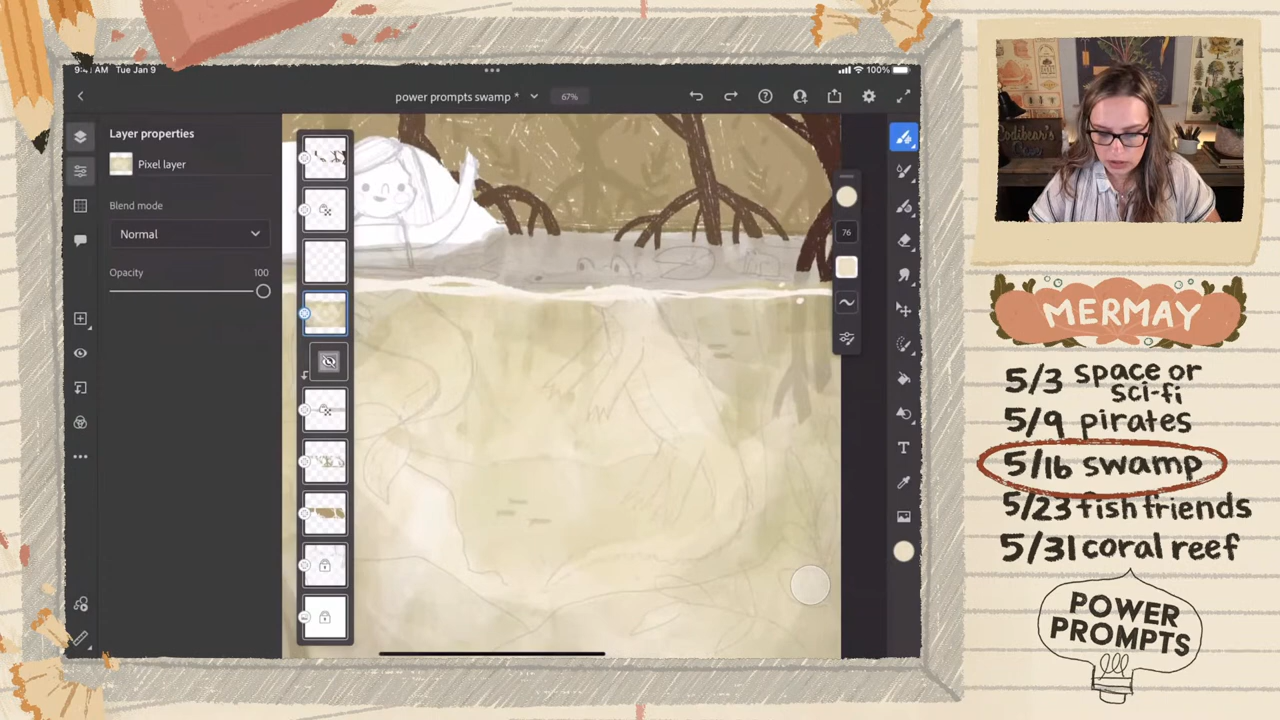 9:41 AM Tue Jan 9
100%
power prompts swamp *
67%
Layer properties
Pixel layer
Blend mode
Normal
Opacity
100
76
T
MERMAY
5/3 space or
sci-fi
5/9 pirates
5/16 swamp
5/23 fish friends
5/31 coral reef
POWER
PROMPTS